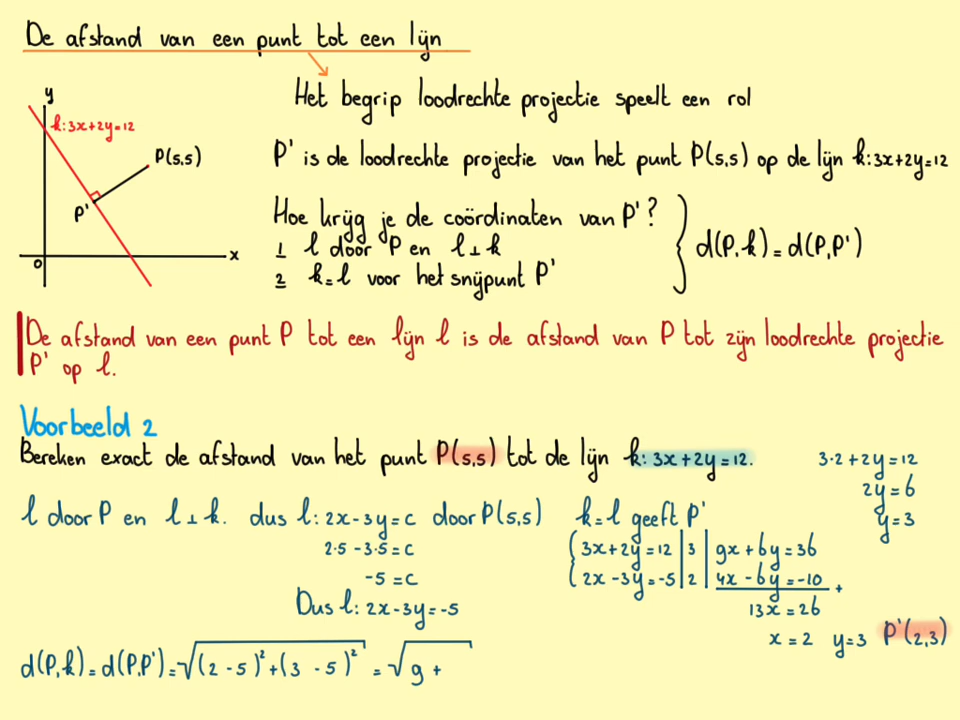 De afstand van een punt tot een lijn
Het begrip loodrechte projectie speelt een rol
y
k: 3x+2y=12
P(5,5)
P'
0
x
P' is de loodrechte projectie van het punt P(5,5) op de lijn k: 3x+2y=12
Hoe krijg je de coördinaten van P'?
1 l door P en l ⊥ k
2 k=l voor het snijpunt P'
} d(P,k) = d(P,P')
De afstand van een punt P tot een lijn l is de afstand van P tot zijn loodrechte projectie
P' op l.
Voorbeeld 2
Bereken exact de afstand van het punt P(5,5) tot de lijn k: 3x+2y=12.
l door P en l ⊥ k. dus l: 2x-3y=c door P(5,5)
2·5 -3·5=c
-5 =c
Dus l: 2x-3y=-5
k=l geeft P'
{ 3x+2y=12 | 3 | 9x+6y=36
{ 2x-3y=-5 | 2 | 4x-6y=-10 +
13x=26
x=2 y=3 P'(2,3)
3·2+2y=12
2y=6
y=3
d(P,k)=d(P,P')=√(2-5)²+(3-5)² = √9+